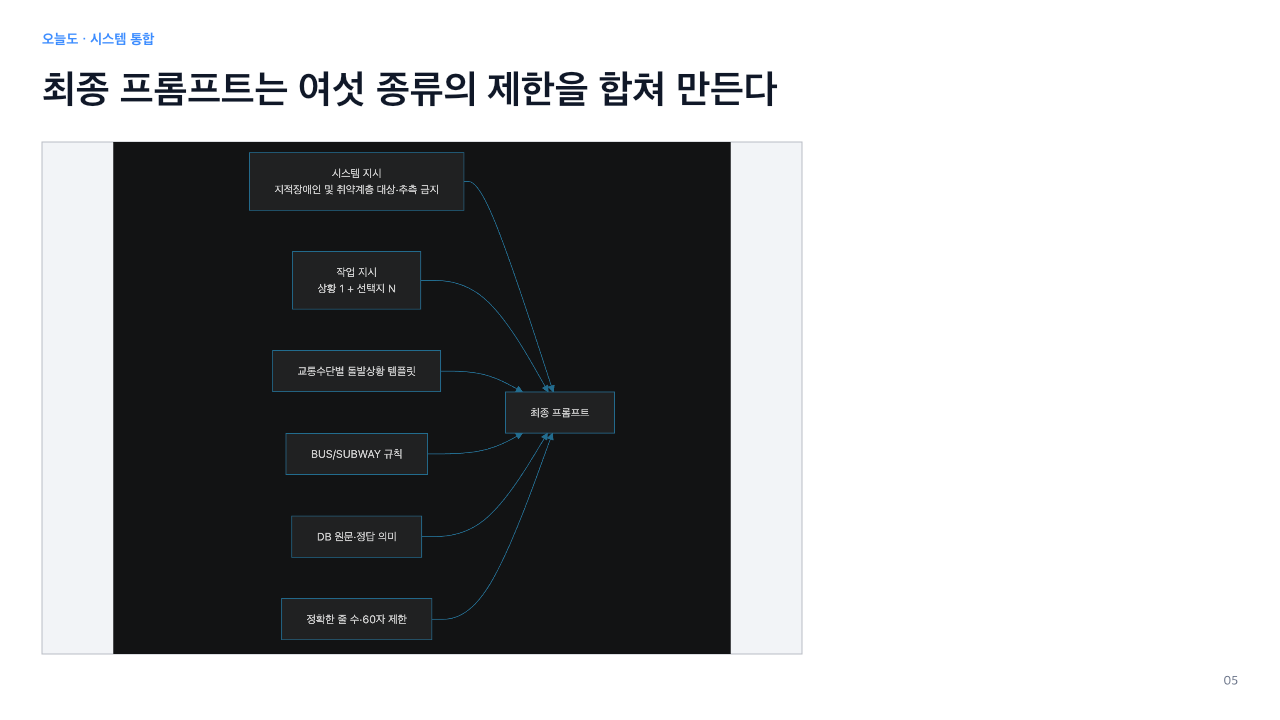 오늘도 · 시스템 통합
최종 프롬프트는 여섯 종류의 제한을 합쳐 만든다
시스템 지시
지적장애인 및 취약계층 대상·추측 금지
작업 지시
상황 1 + 선택지 N
교통수단별 돌발상황 템플릿
최종 프롬프트
BUS/SUBWAY 규칙
DB 원문·정답 의미
정확한 줄 수·60자 제한
05